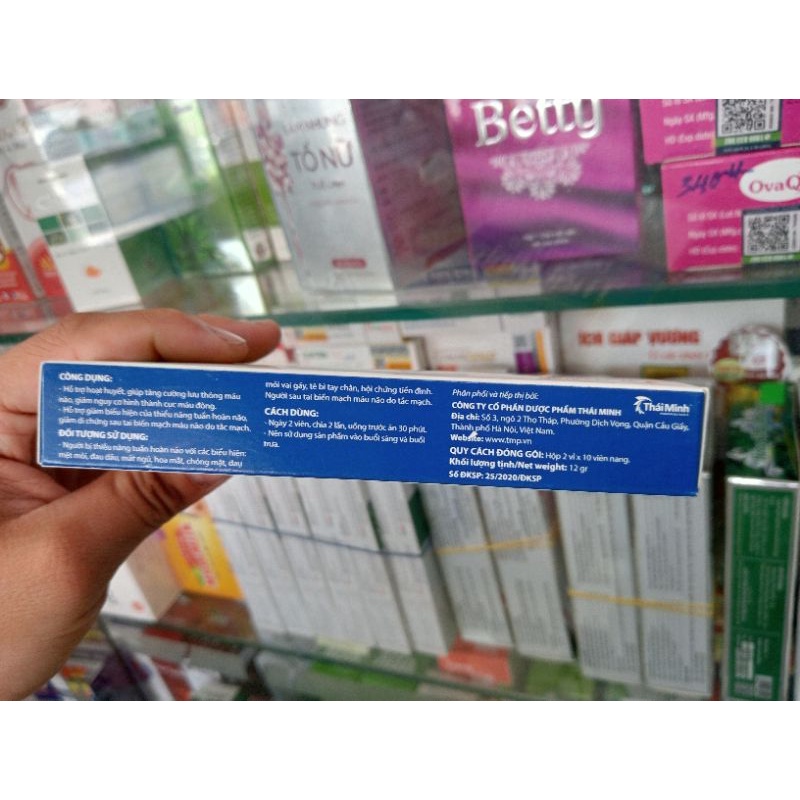 Betty
TỐ NỮ
340
OvaQ
ÍCH GIÁP VƯƠNG
CÔNG DỤNG:
- Hỗ trợ hoạt huyết, giúp tăng cường lưu thông máu
não, giảm nguy cơ hình thành cục máu đông.
- Hỗ trợ giảm biểu hiện của thiểu năng tuần hoàn não,
giảm di chứng sau tai biến mạch máu não do tắc mạch.
ĐỐI TƯỢNG SỬ DỤNG:
- Người bị thiểu năng tuần hoàn não với các biểu hiện:
mệt mỏi, đau đầu, mất ngủ, hoa mắt, chóng mặt, đau
mỏi vai gáy, tê bì tay chân, hội chứng tiền đình.
Người sau tai biến mạch máu não do tắc mạch.
CÁCH DÙNG:
- Ngày 2 viên, chia 2 lần, uống trước ăn 30 phút.
- Nên sử dụng sản phẩm vào buổi sáng và buổi
trưa.
Phân phối và tiếp thị bởi:
CÔNG TY CỔ PHẦN DƯỢC PHẨM THÁI MINH
Địa chỉ: Số 3, ngõ 2 Thọ Tháp, Phường Dịch Vọng, Quận Cầu Giấy,
Thành phố Hà Nội, Việt Nam.
Website: www.tmp.vn
QUY CÁCH ĐÓNG GÓI: Hộp 2 vỉ x 10 viên nang.
Khối lượng tịnh/Net weight: 12 gr
Số ĐKSP: 25/2020/ĐKSP
Thái Minh